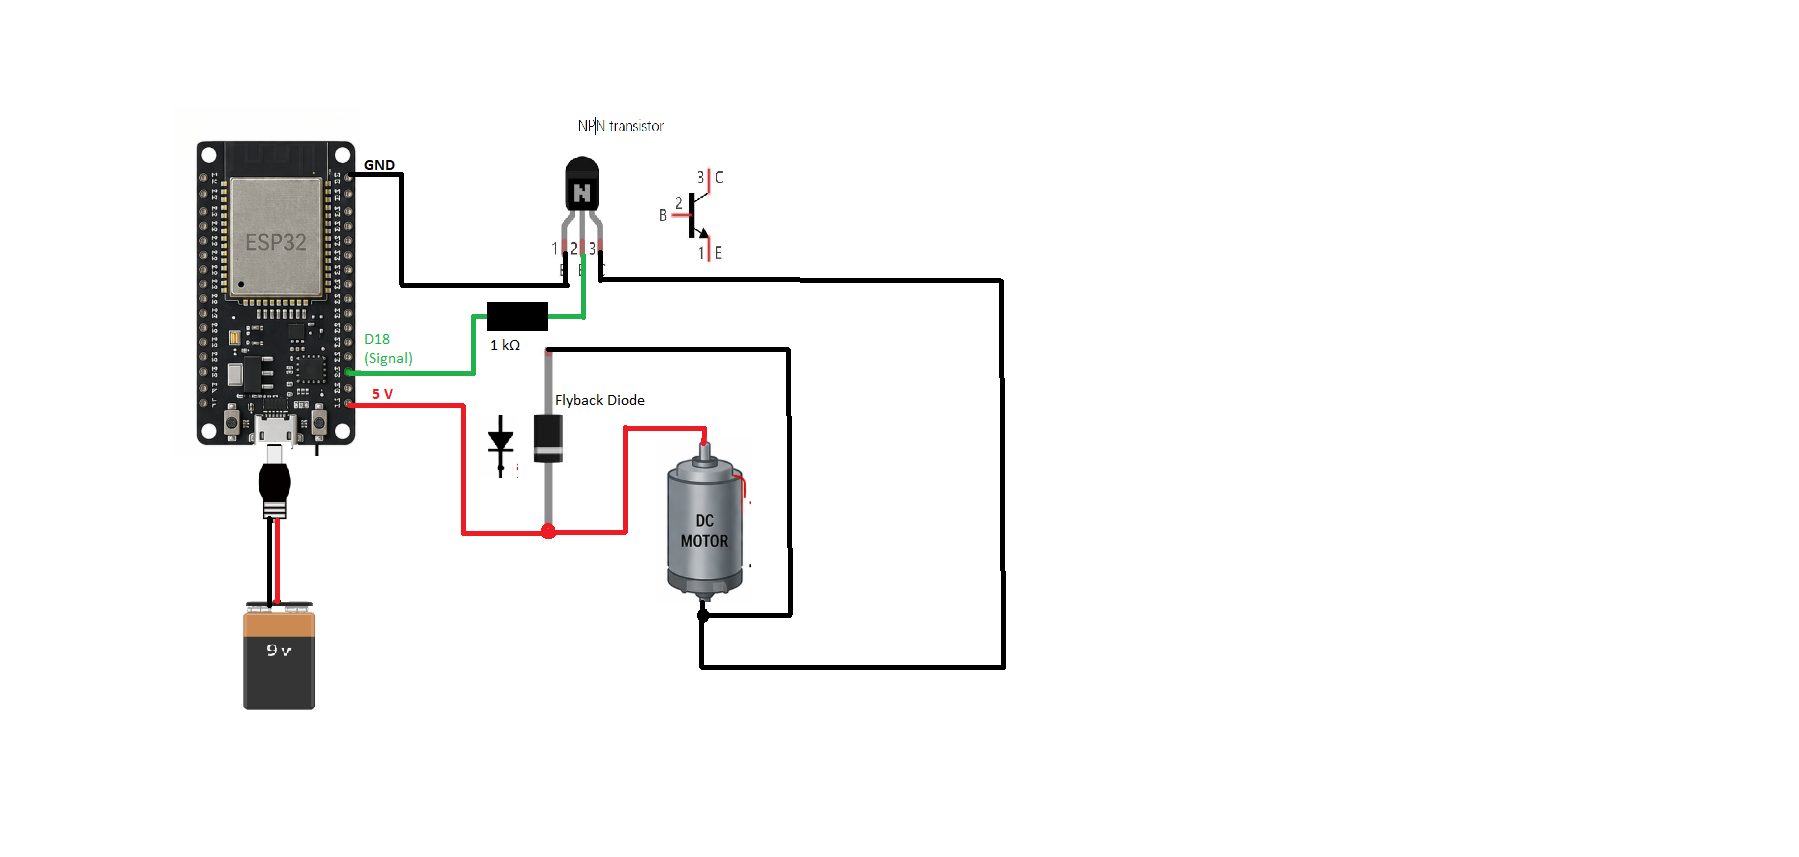 NPN transistor
GND
N
3 C
2
B
1 E
1 2 3
ESP32
D18
(Signal)
1 kΩ
5 V
Flyback Diode
DC
MOTOR
9 v